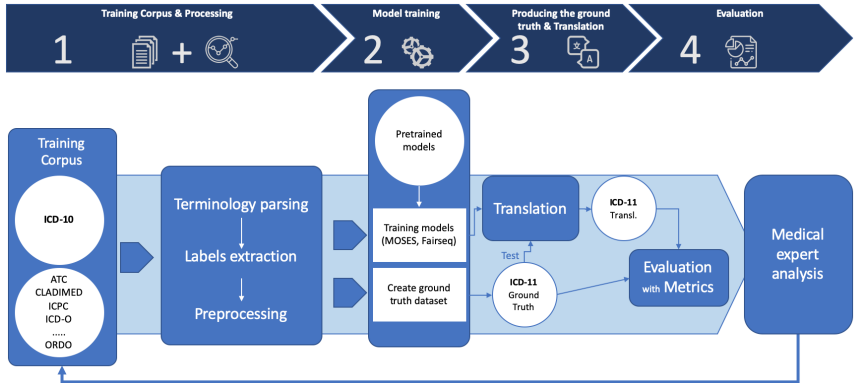 Training Corpus & Processing
1
+
Model training
2
Producing the ground
truth & Translation
3
文
A
Evaluation
4
Training
Corpus
ICD-10
ATC
CLADIMED
ICPC
ICD-O
.....
ORDO
Terminology parsing
Labels extraction
Preprocessing
Pretrained
models
Training models
(MOSES, Fairseq)
Create ground
truth dataset
Translation
Test
ICD-11
Ground
Truth
ICD-11
Transl.
Evaluation
with Metrics
Medical
expert
analysis